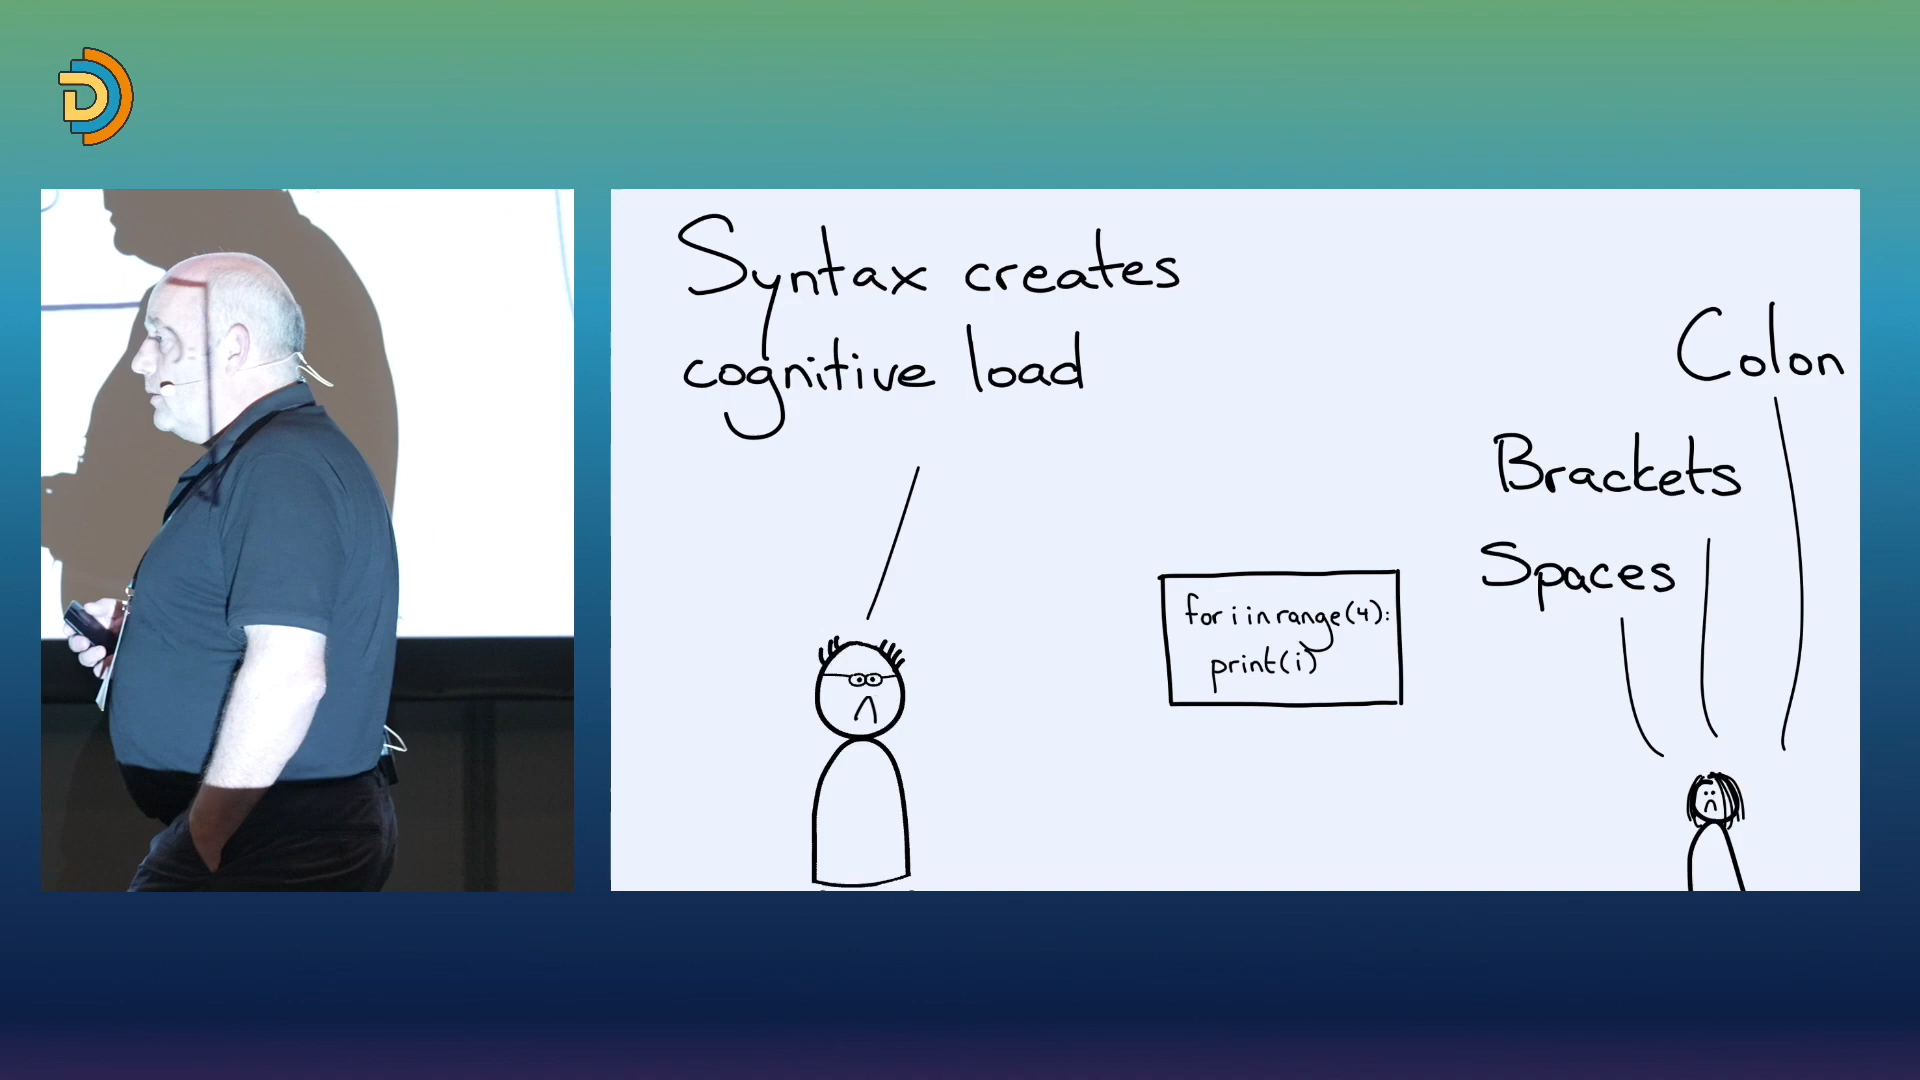 Syntax creates
cognitive load
Colon
Brackets
Spaces
for i in range(4):
print(i)